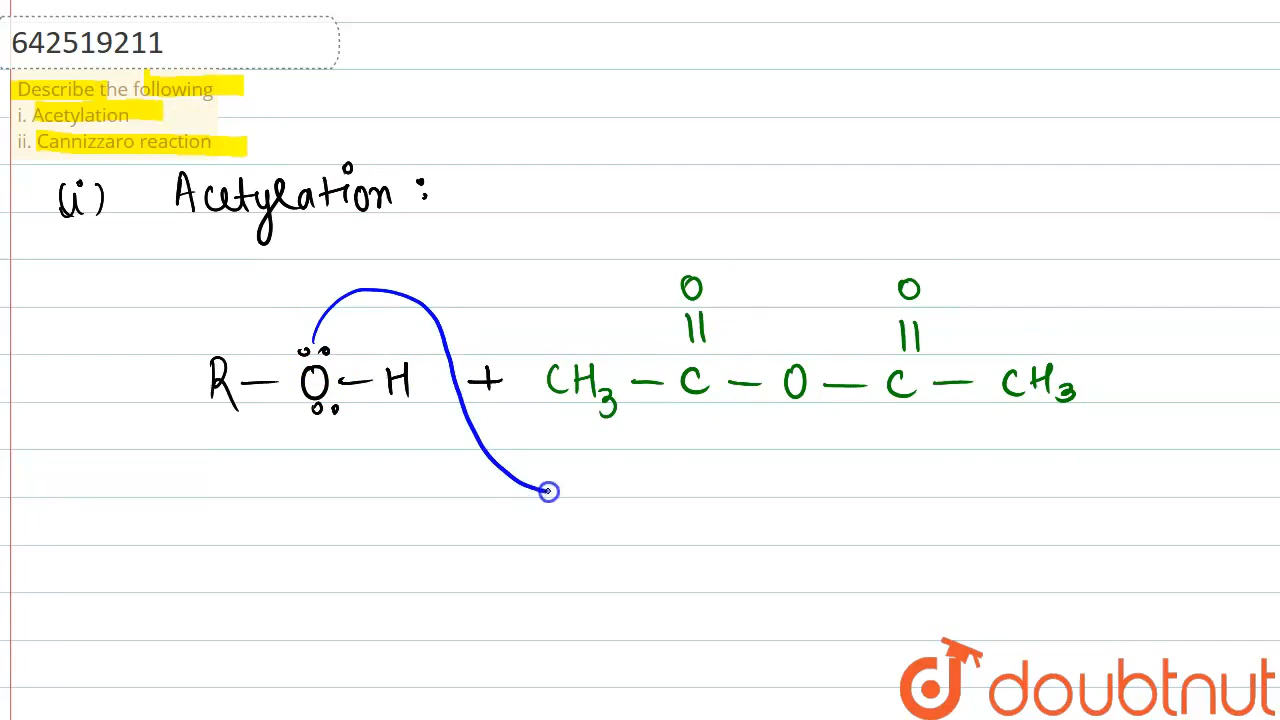 642519211
Describe the following
i. Acetylation
ii. Cannizzaro reaction
(i) Acetylation :
O O
|| ||
R — O — H + CH3 — C — O — C — CH3
doubtnut